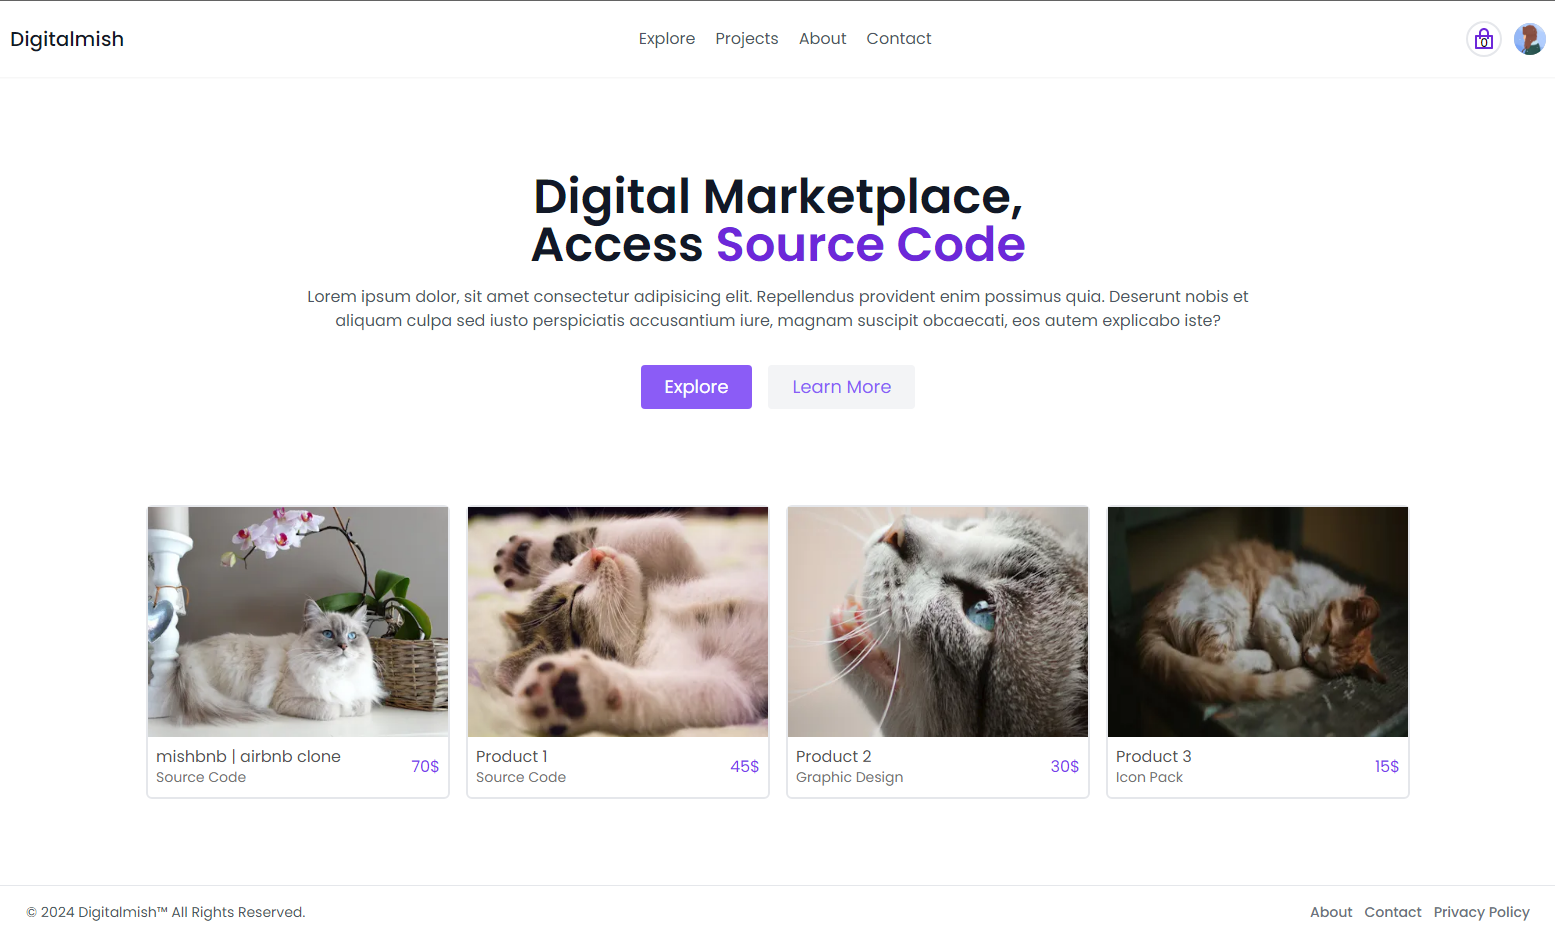 Digitalmish
Explore Projects About Contact
0
Digital Marketplace,
Access Source Code
Lorem ipsum dolor, sit amet consectetur adipisicing elit. Repellendus provident enim possimus quia. Deserunt nobis et
aliquam culpa sed iusto perspiciatis accusantium iure, magnam suscipit obcaecati, eos autem explicabo iste?
Explore
Learn More
mishbnb | airbnb clone
Source Code
70$
Product 1
Source Code
45$
Product 2
Graphic Design
30$
Product 3
Icon Pack
15$
© 2024 Digitalmish™ All Rights Reserved.
About Contact Privacy Policy